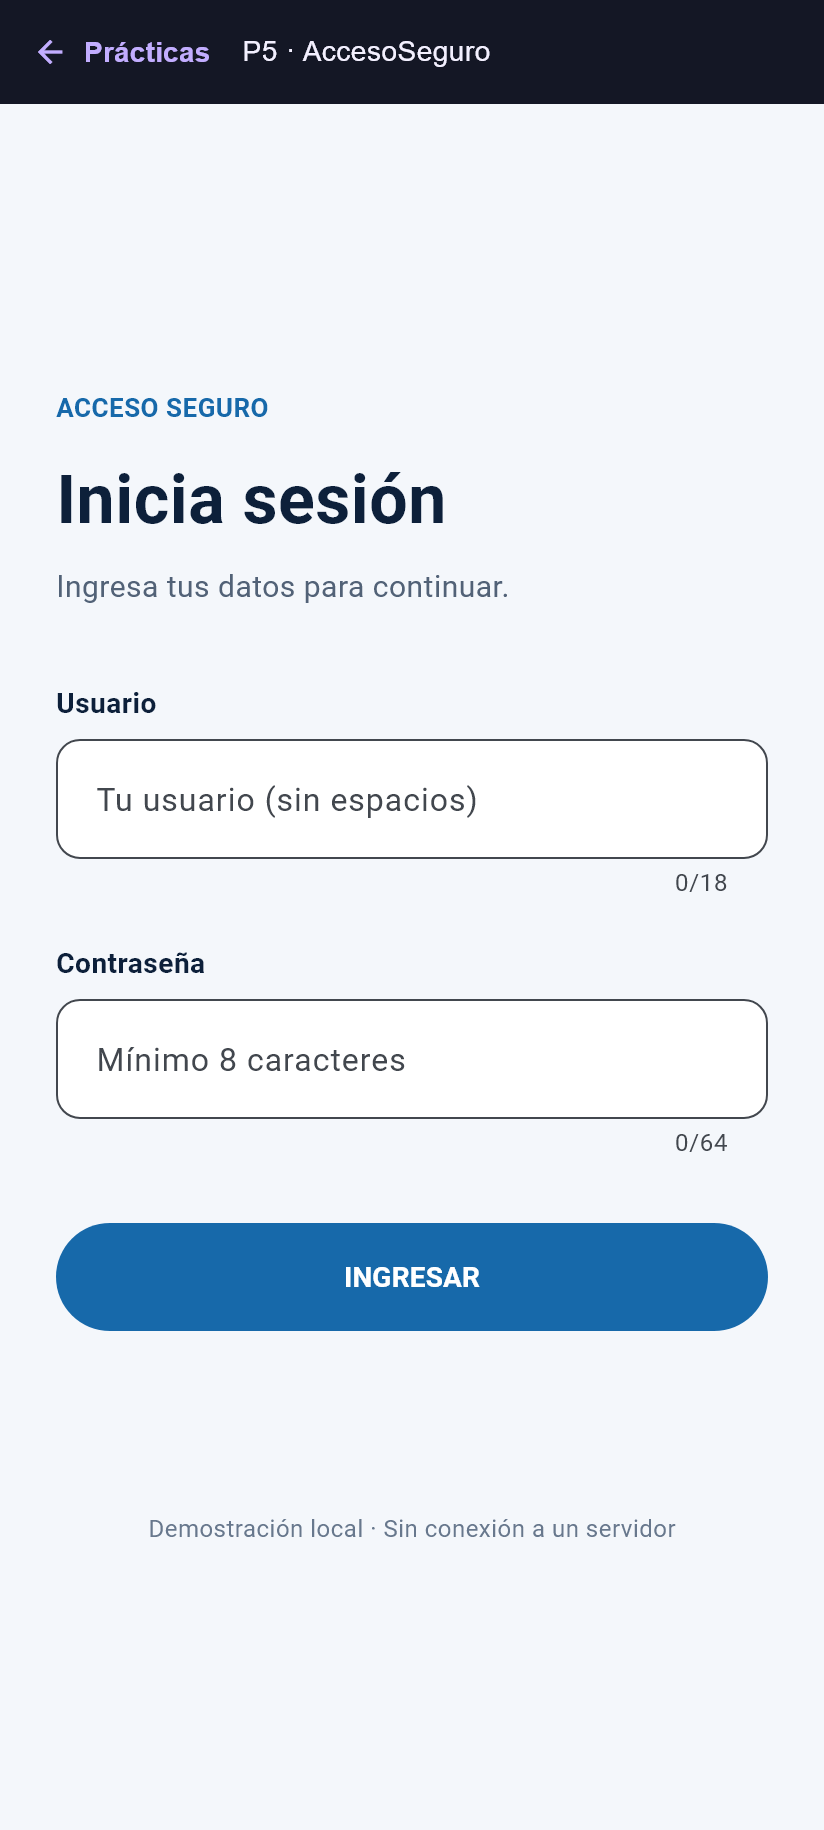 Prácticas P5 · AccesoSeguro
ACCESO SEGURO
Inicia sesión
Ingresa tus datos para continuar.
Usuario
Tu usuario (sin espacios)
0/18
Contraseña
Mínimo 8 caracteres
0/64
INGRESAR
Demostración local · Sin conexión a un servidor